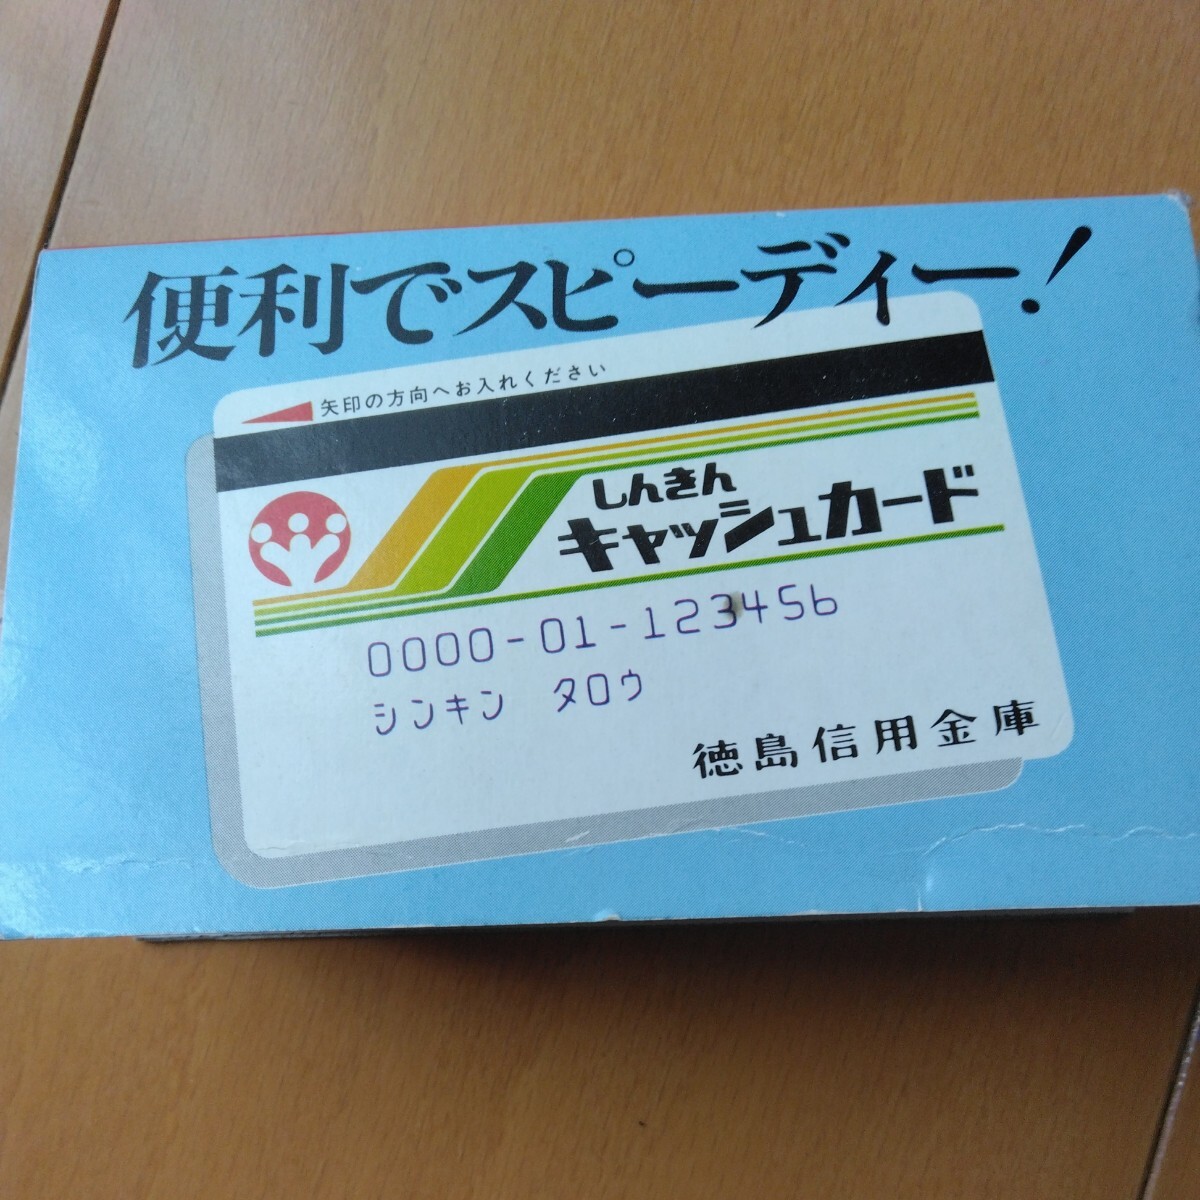 便利でスピーディー!
矢印の方向へお入れください
しんきん
キャッシュカード
0000-01-123456
シンキン タロウ
徳島信用金庫